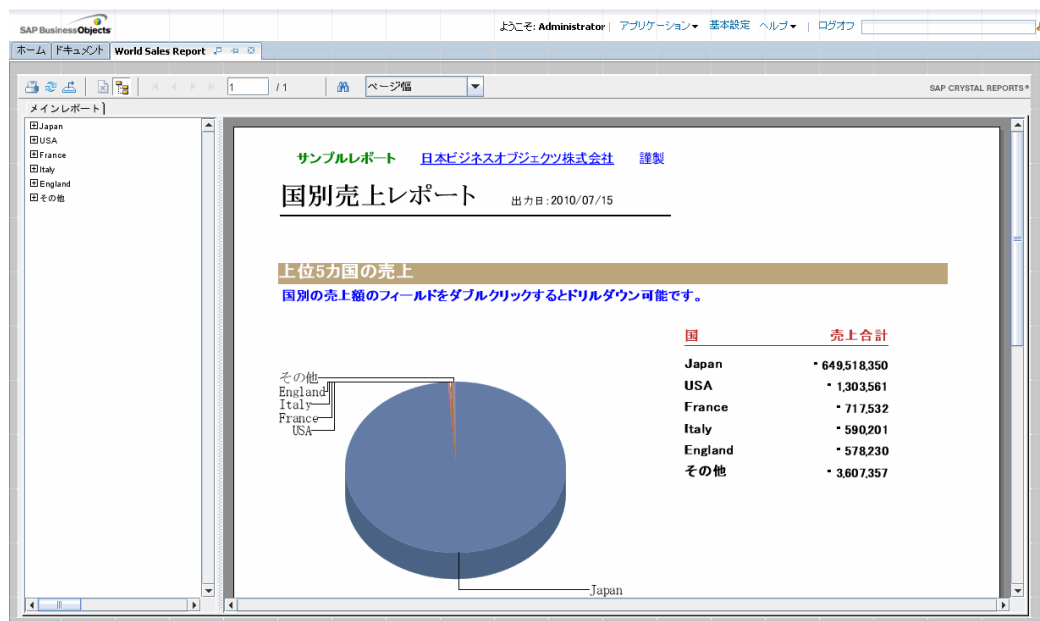 SAP BusinessObjects
ようこそ: Administrator | アプリケーション 基本設定 ヘルプ | ログオフ
ホーム ドキュメント World Sales Report
1 / 1 ページ幅 SAP CRYSTAL REPORTS®
メインレポート
Japan
USA
France
Italy
England
その他
サンプルレポート 日本ビジネスオブジェクツ株式会社 謹製
国別売上レポート 出力日:2010/07/15
上位5カ国の売上
国別の売上額のフィールドをダブルクリックするとドリルダウン可能です。
国 売上合計
Japan 649,518,350
USA 1,303,561
France 717,532
Italy 590,201
England 578,230
その他 3,607,357
その他
England
Italy
France
USA
Japan